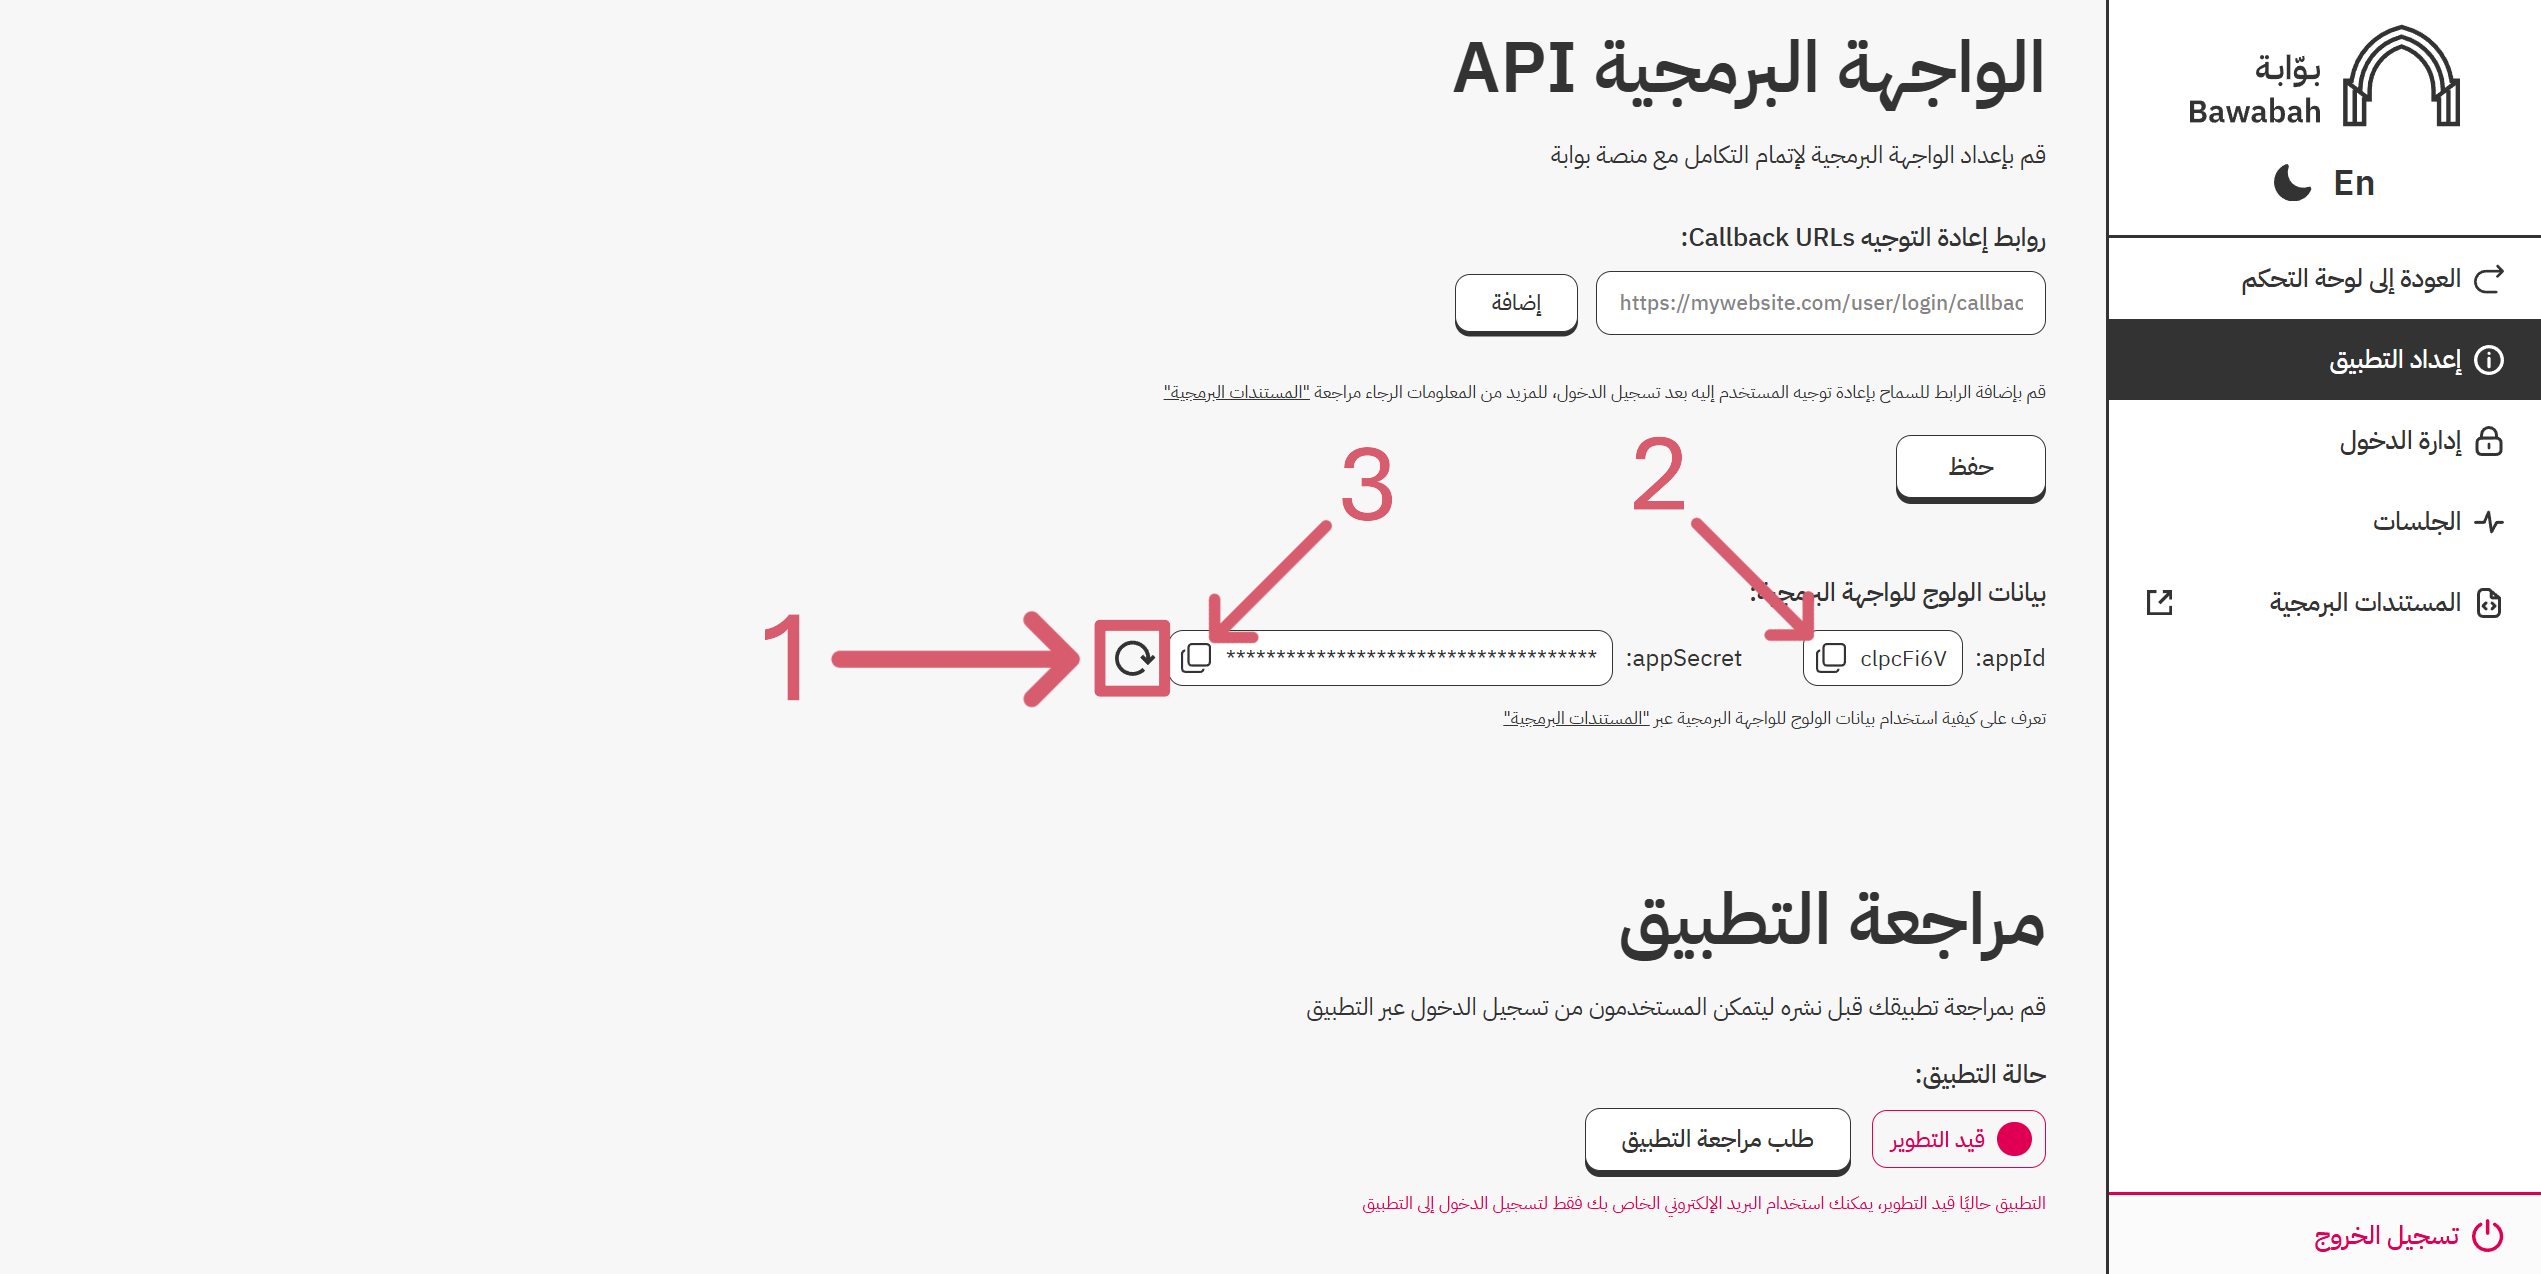 بوّابة
Bawabah
En
العودة إلى لوحة التحكم
إعداد التطبيق
إدارة الدخول
الجلسات
المستندات البرمجية
تسجيل الخروج
الواجهة البرمجية API
قم بإعداد الواجهة البرمجية لإتمام التكامل مع منصة بوابة
روابط إعادة التوجيه Callback URLs:
https://mywebsite.com/user/login/callbac
إضافة
قم بإضافة الرابط للسماح بإعادة توجيه المستخدم إليه بعد تسجيل الدخول، للمزيد من المعلومات الرجاء مراجعة "المستندات البرمجية"
حفظ
2
3
بيانات الولوج للواجهة البرمجية:
appId: clpcFi6V
appSecret: *************************************
1
تعرف على كيفية استخدام بيانات الولوج للواجهة البرمجية عبر "المستندات البرمجية"
مراجعة التطبيق
قم بمراجعة تطبيقك قبل نشره ليتمكن المستخدمون من تسجيل الدخول عبر التطبيق
حالة التطبيق:
قيد التطوير
طلب مراجعة التطبيق
التطبيق حاليًا قيد التطوير، يمكنك استخدام البريد الإلكتروني الخاص بك فقط لتسجيل الدخول إلى التطبيق